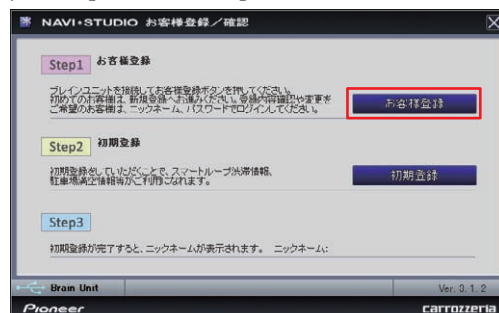 NAVI・STUDIO お客様登録／確認
Step1 お客様登録
ブレインユニットを接続してお客様登録ボタンを押してください。
初めてのお客様は、新規登録へお進みください。登録内容確認や変更を
ご希望のお客様は、ニックネーム、パスワードでログインしてください。
お客様登録
Step2 初期登録
初期登録をしていただくことで、スマートループ渋滞情報、
駐車場満空情報等がご利用になれます。
初期登録
Step3
初期登録が完了すると、ニックネームが表示されます。 ニックネーム:
Brain Unit
Ver. 3. 1. 2
Pioneer
carrozzeria